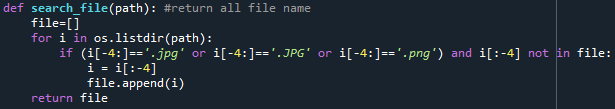 def search_file(path): #return all file name
    file=[]
    for i in os.listdir(path):
        if (i[-4:]=='.jpg' or i[-4:]=='.JPG' or i[-4:]=='.png') and i[:-4] not in file:
            i = i[:-4]
            file.append(i)
    return file